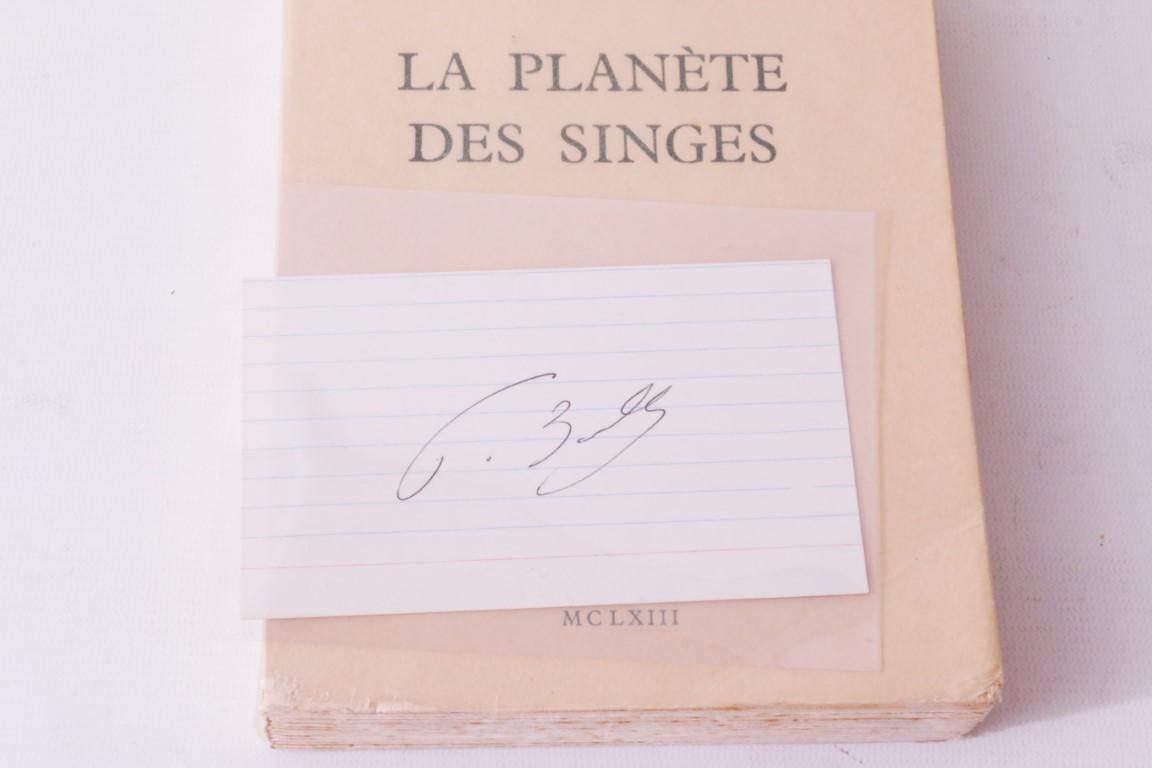 LA PLANÈTE
DES SINGES
MCLXIII